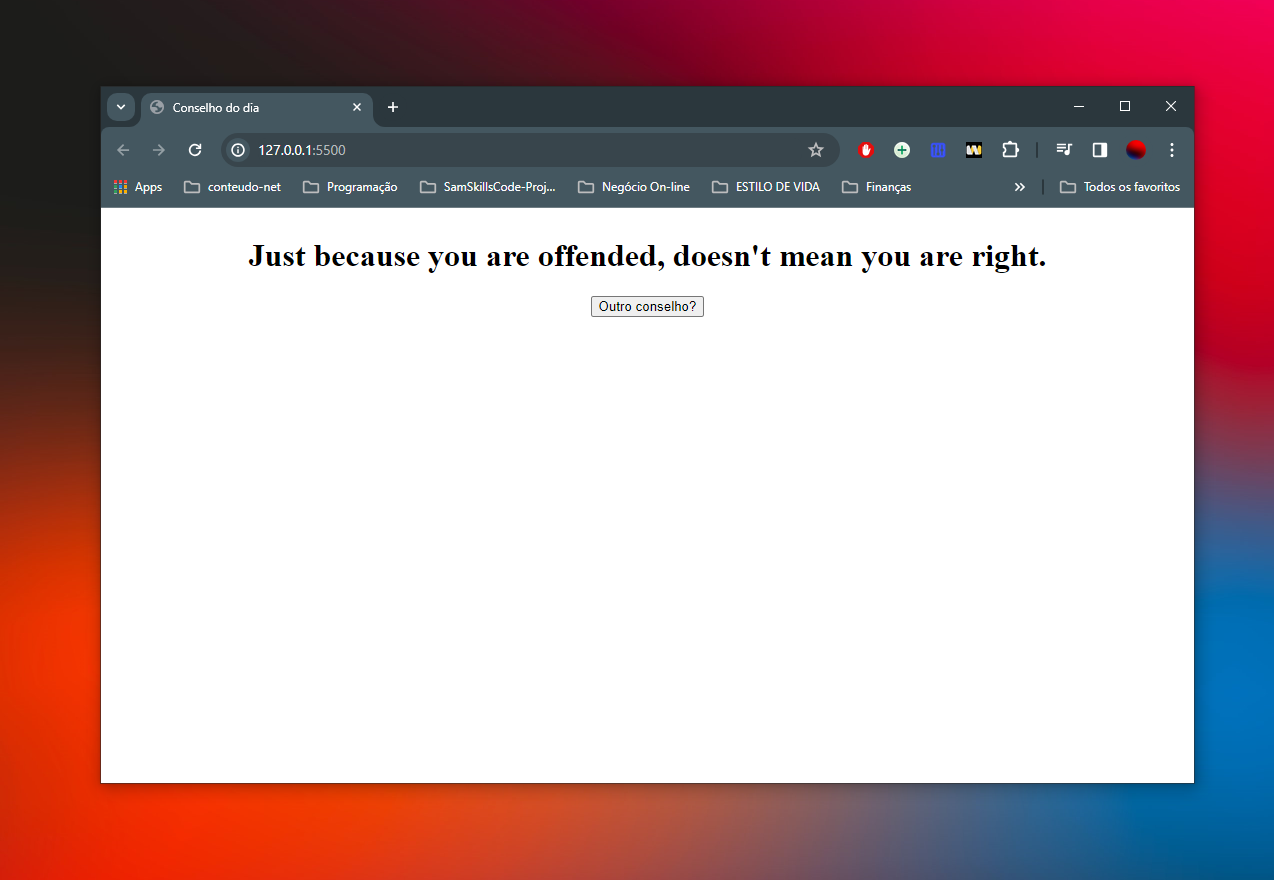 Conselho do dia
127.0.0.1:5500
Apps conteudo-net Programação SamSkillsCode-Proj... Negócio On-line ESTILO DE VIDA Finanças Todos os favoritos
Just because you are offended, doesn't mean you are right.
Outro conselho?